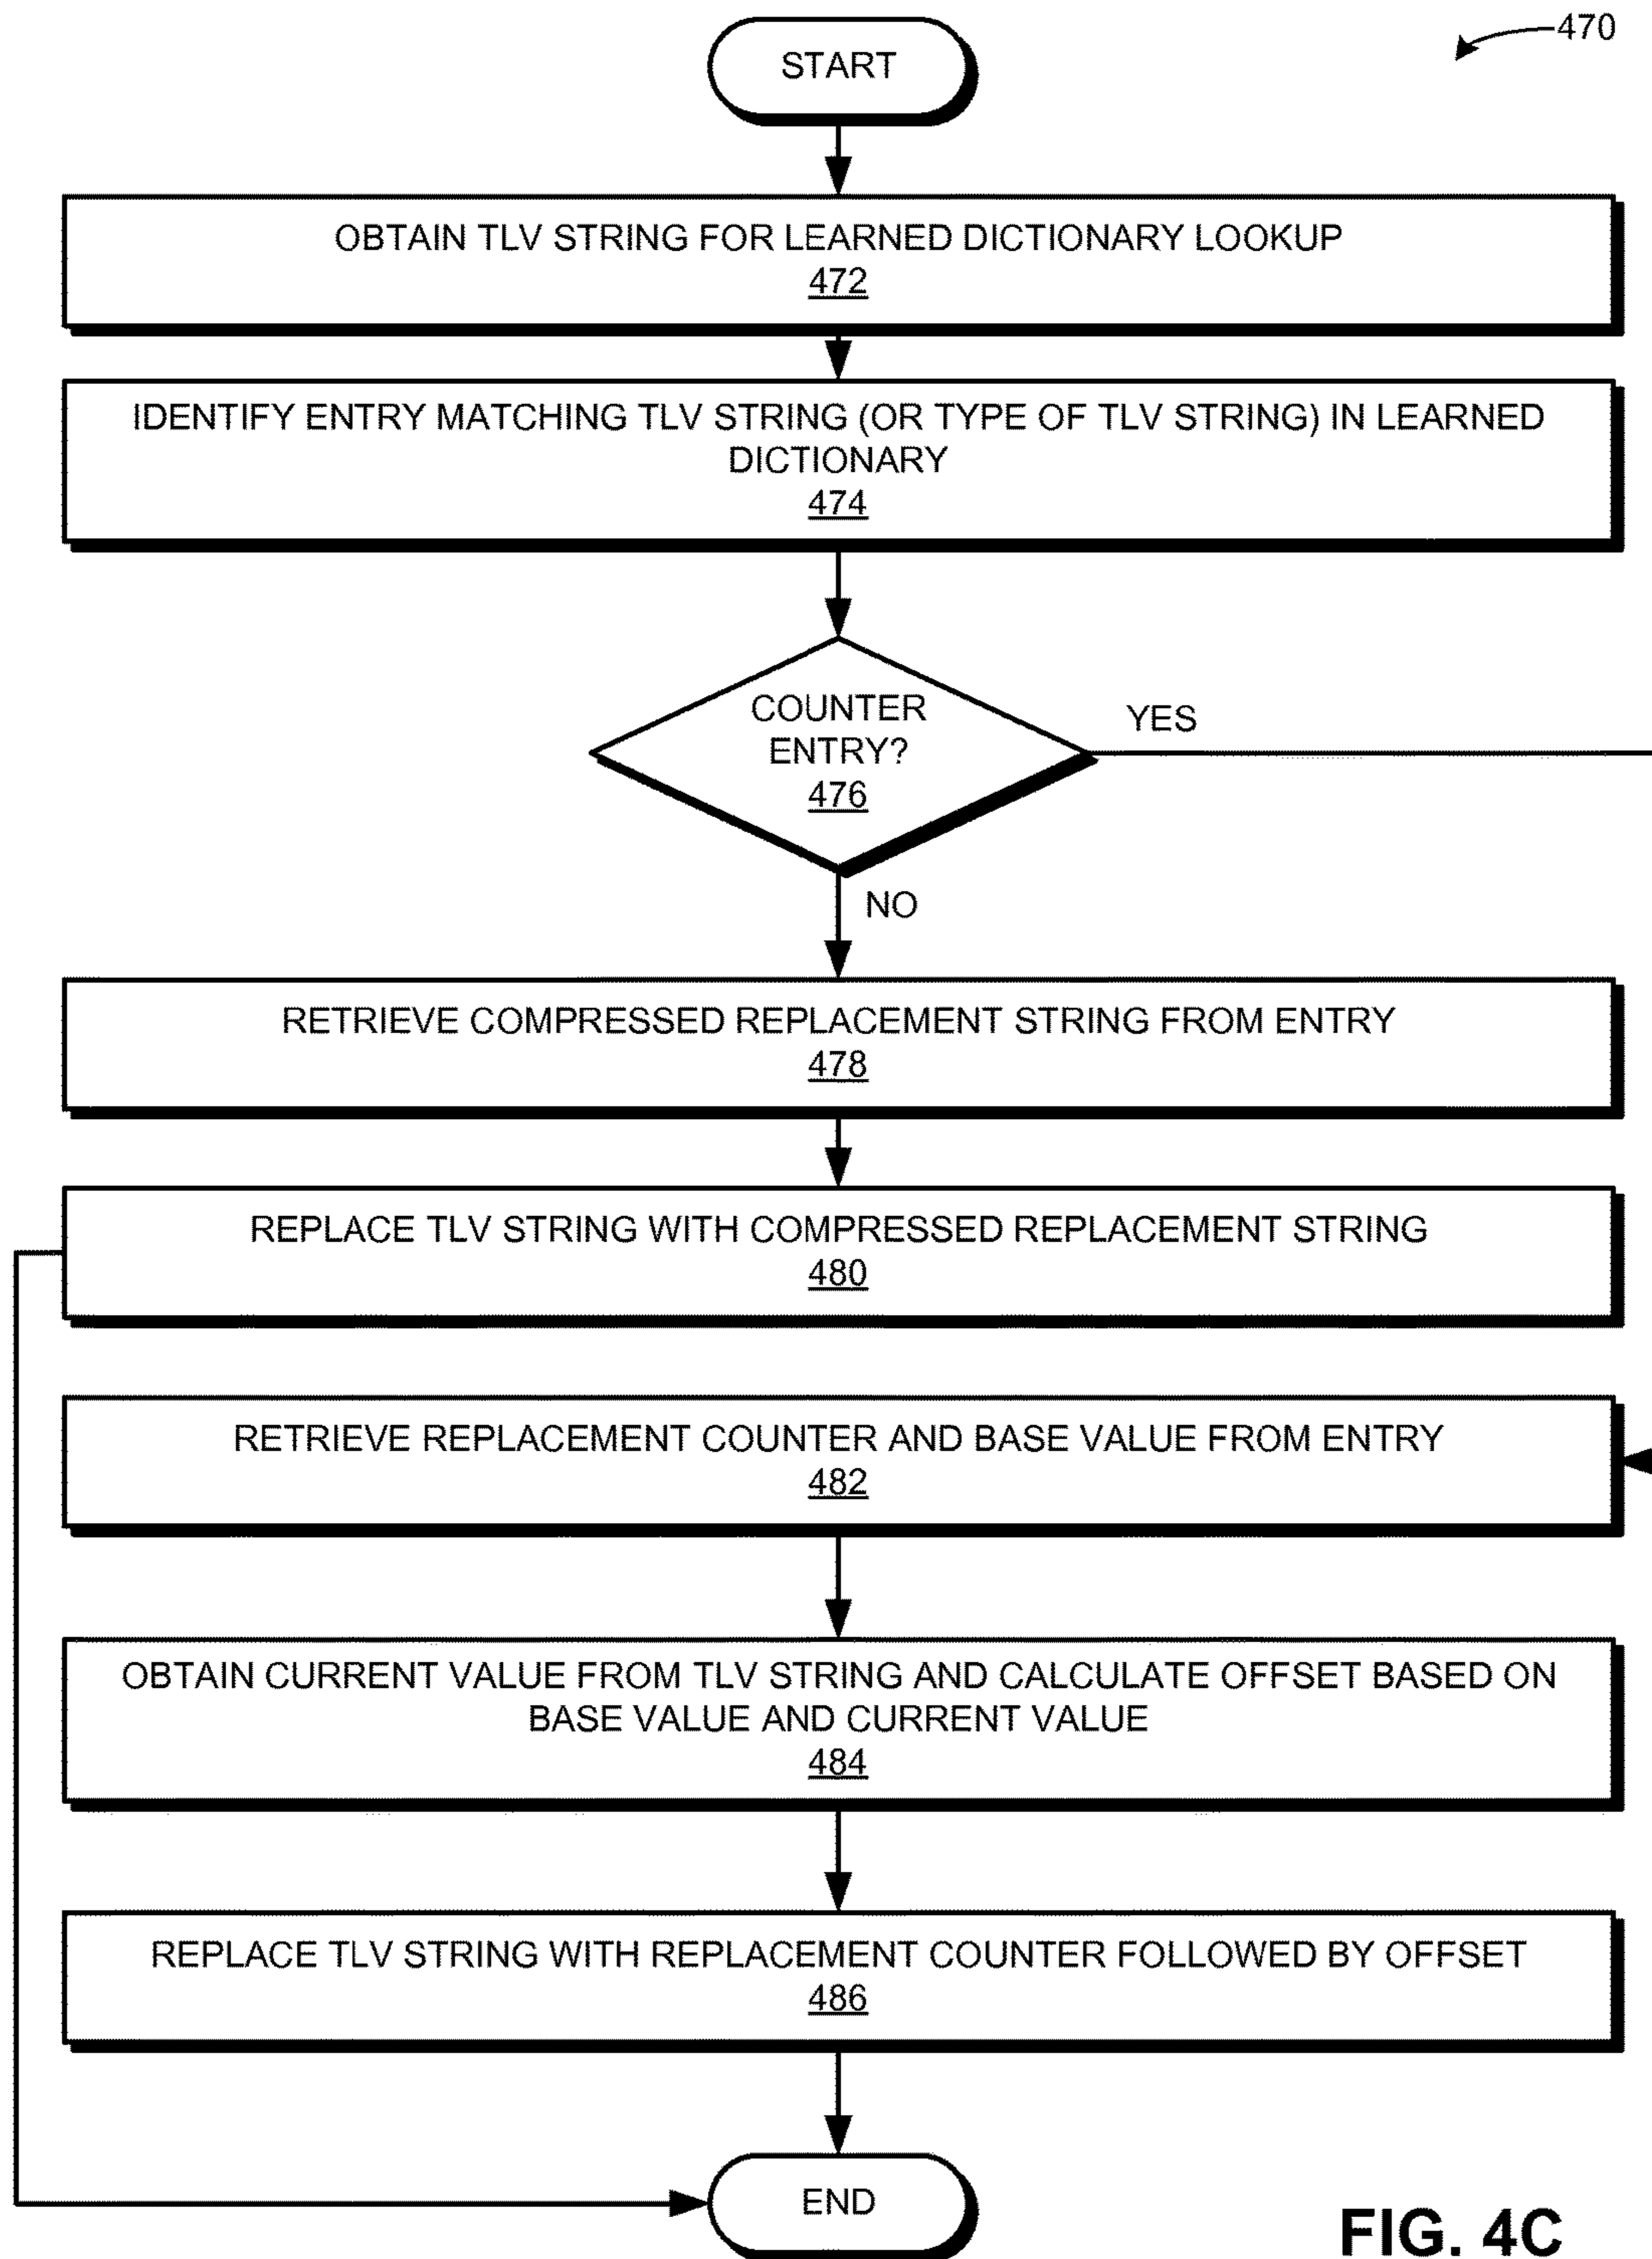 470
START
OBTAIN TLV STRING FOR LEARNED DICTIONARY LOOKUP
472
IDENTIFY ENTRY MATCHING TLV STRING (OR TYPE OF TLV STRING) IN LEARNED
DICTIONARY
474
COUNTER
ENTRY?
476
YES
NO
RETRIEVE COMPRESSED REPLACEMENT STRING FROM ENTRY
478
REPLACE TLV STRING WITH COMPRESSED REPLACEMENT STRING
480
RETRIEVE REPLACEMENT COUNTER AND BASE VALUE FROM ENTRY
482
OBTAIN CURRENT VALUE FROM TLV STRING AND CALCULATE OFFSET BASED ON
BASE VALUE AND CURRENT VALUE
484
REPLACE TLV STRING WITH REPLACEMENT COUNTER FOLLOWED BY OFFSET
486
END
FIG. 4C